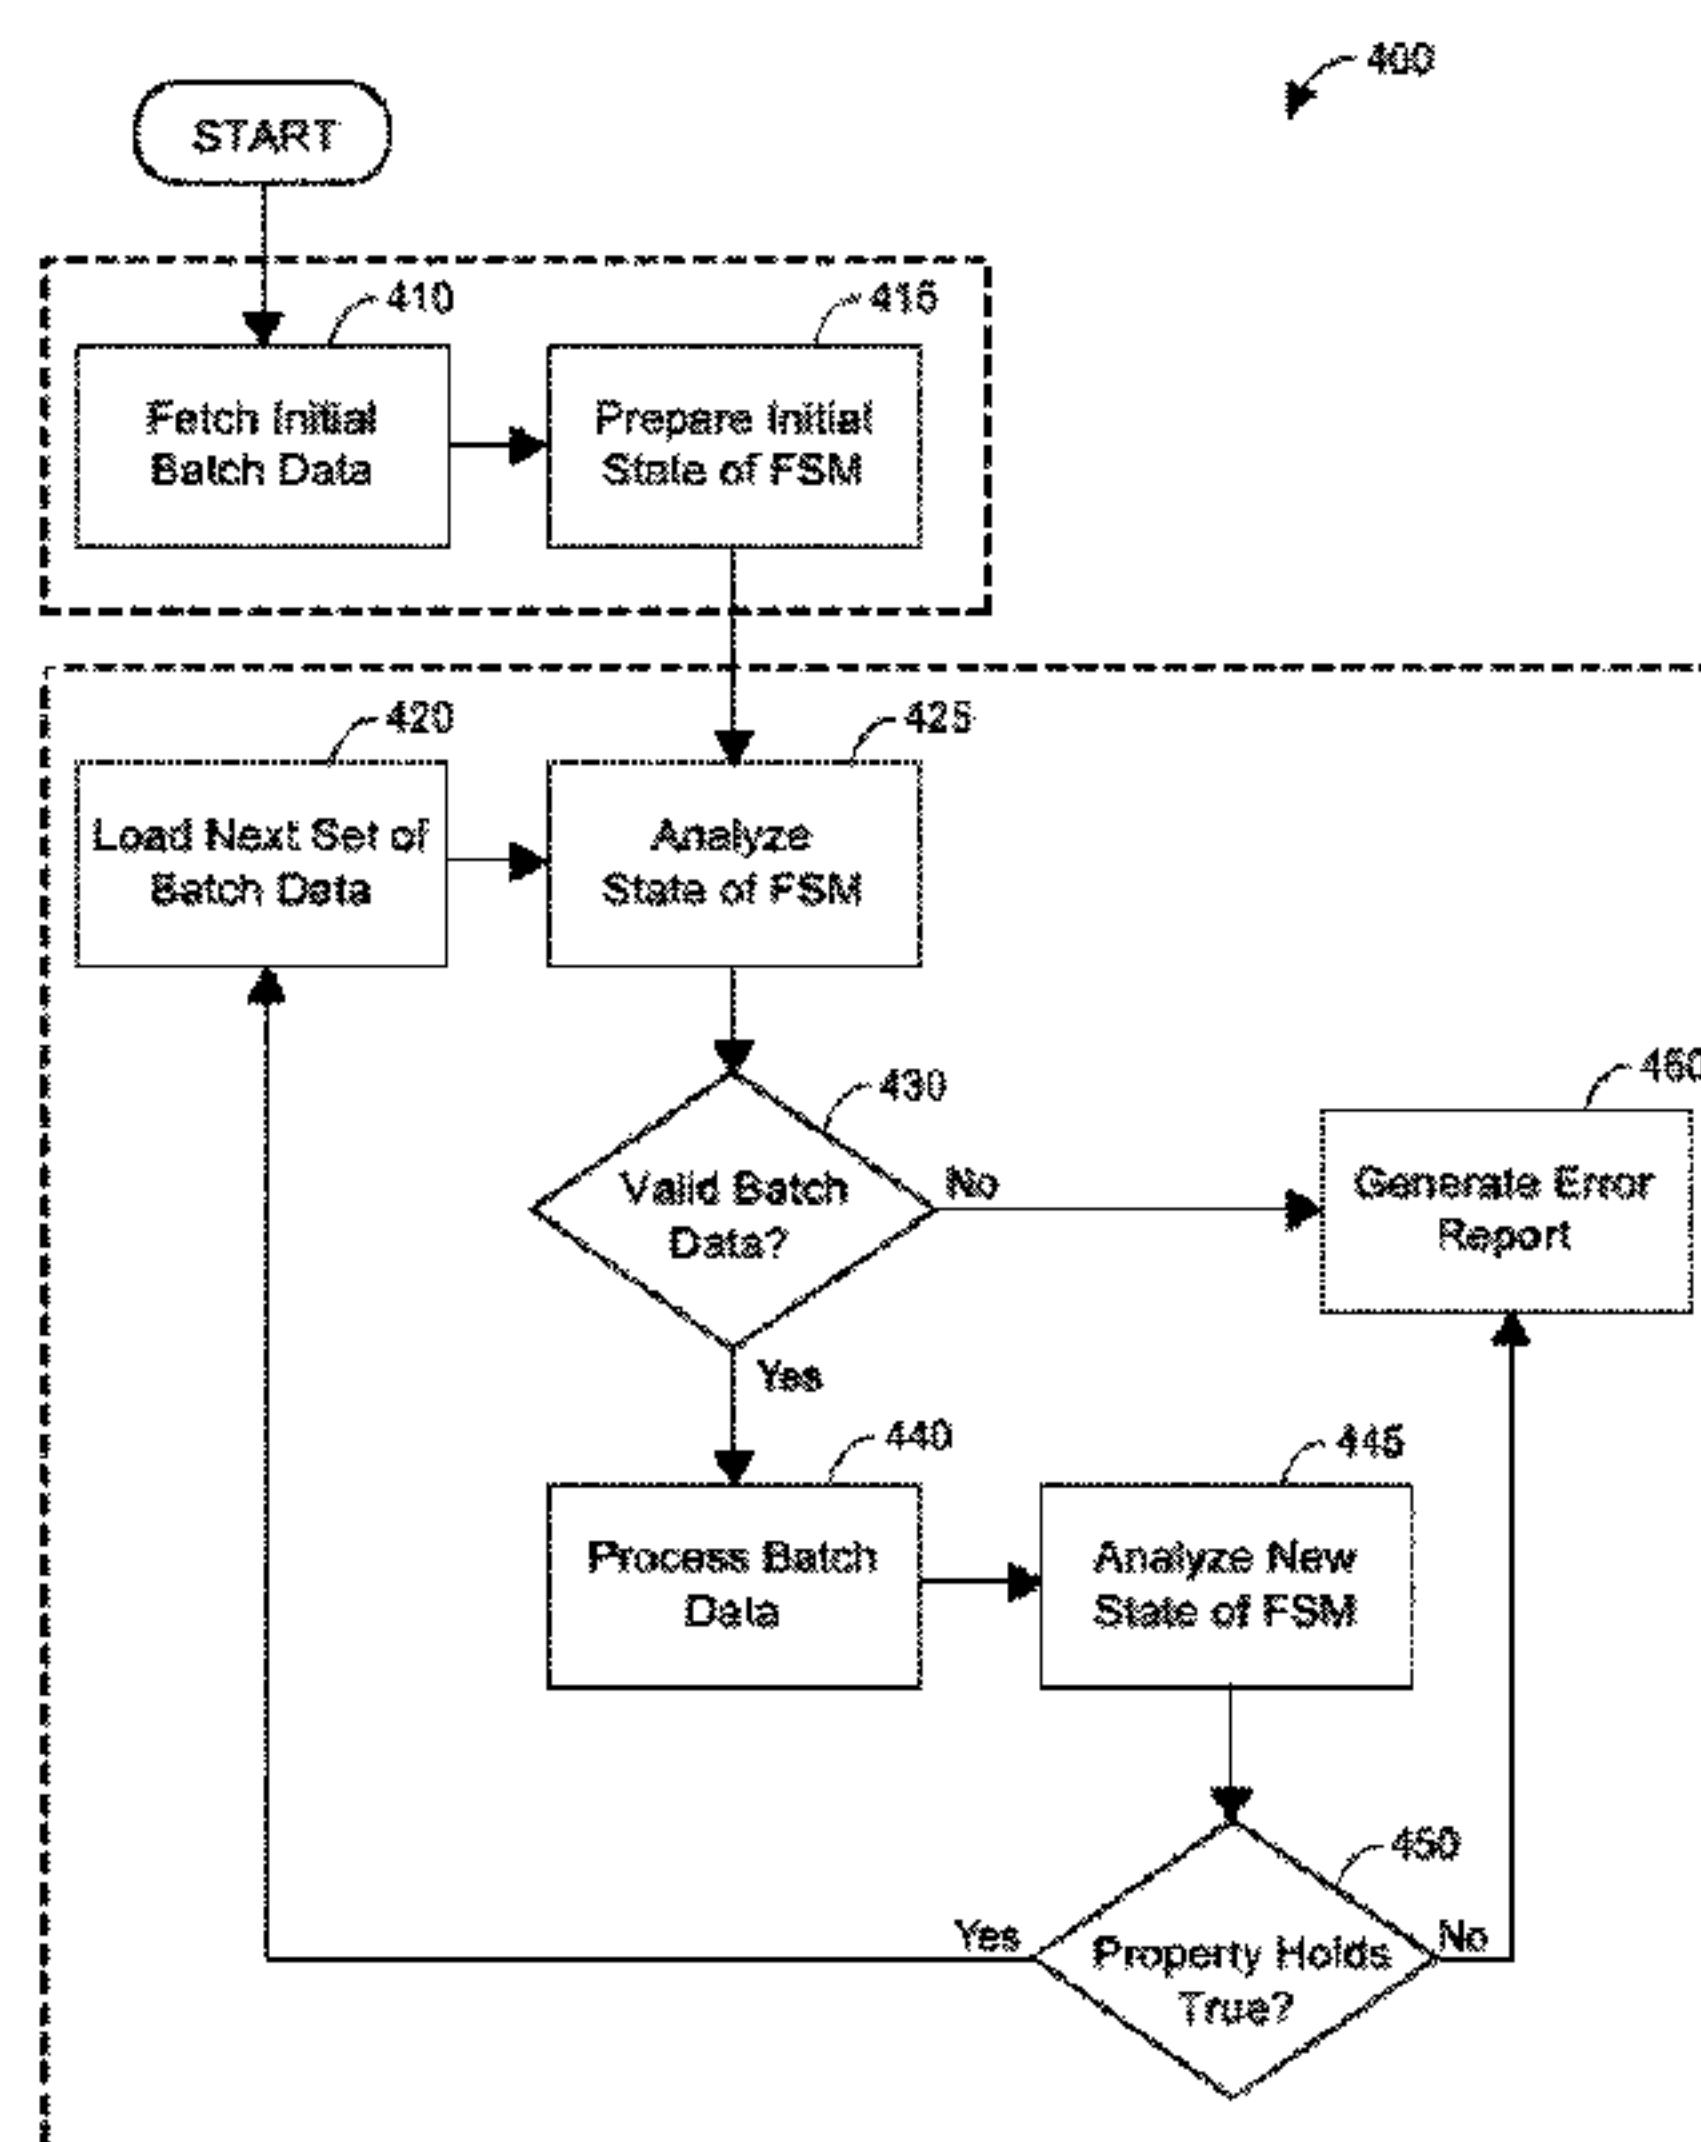 400
START
410
415
Fetch Initial
Batch Data
Prepare Initial
State of FSM
420
425
Load Next Set of
Batch Data
Analyze
State of FSM
430
460
Valid Batch
Data?
No
Generate Error
Report
Yes
440
445
Process Batch
Data
Analyze New
State of FSM
450
Yes
Property Holds
True?
No